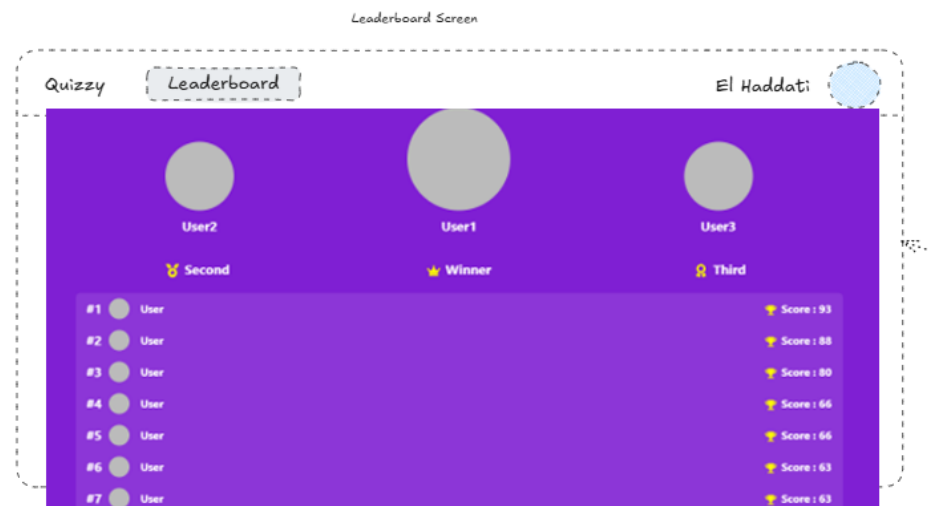 Leaderboard Screen
Quizzy Leaderboard El Haddati
User2 User1 User3
Second Winner Third
#1 User Score : 93
#2 User Score : 88
#3 User Score : 80
#4 User Score : 66
#5 User Score : 66
#6 User Score : 63
#7 User Score : 63